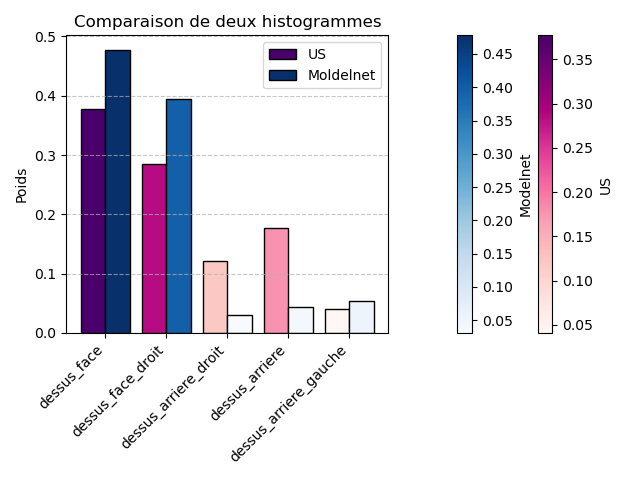 Comparaison de deux histogrammes
US
Moldelnet
Poids
0.5
0.4
0.3
0.2
0.1
0.0
dessus_face
dessus_face_droit
dessus_arriere_droit
dessus_arriere
dessus_arriere_gauche
0.45
0.40
0.35
0.30
0.25
0.20
0.15
0.10
0.05
Modelnet
0.35
0.30
0.25
0.20
0.15
0.10
0.05
US